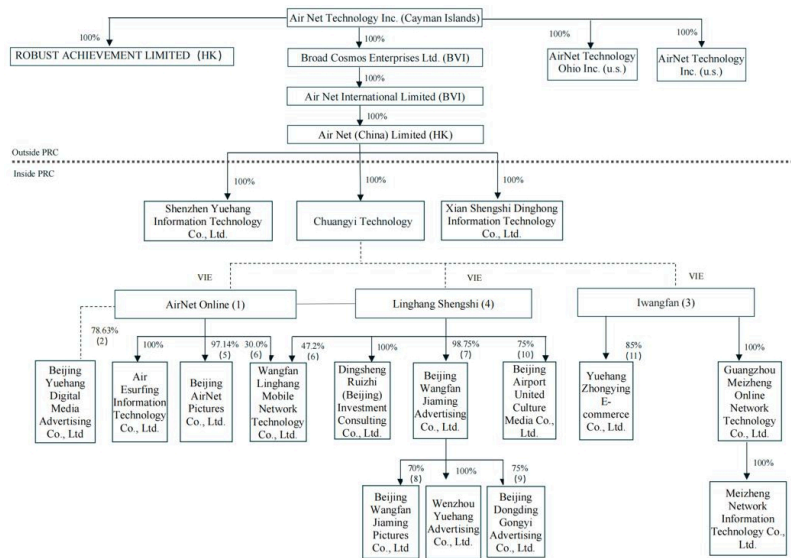 Air Net Technology Inc. (Cayman Islands)
100%
100%
100%
100%
ROBUST ACHIEVEMENT LIMITED (HK)
Broad Cosmos Enterprises Ltd. (BVI)
AirNet Technology
Ohio Inc. (u.s.)
AirNet Technology
Inc. (u.s.)
100%
Air Net International Limited (BVI)
100%
Air Net (China) Limited (HK)
Outside PRC
Inside PRC
100%
100%
100%
Shenzhen Yuehang
Information Technology
Co., Ltd.
Chuangyi Technology
Xian Shengshi Dinghong
Information Technology
Co., Ltd.
VIE
VIE
VIE
AirNet Online (1)
Linghang Shengshi (4)
Iwangfan (3)
78.63%
(2)
100%
97.14%
(5)
30.0%
(6)
47.2%
(6)
100%
98.75%
(7)
75%
(10)
85%
(11)
100%
Beijing
Yuehang
Digital
Media
Advertising
Co., Ltd
Air
Esurfing
Information
Technology
Co., Ltd.
Beijing
AirNet
Pictures
Co., Ltd.
Wangfan
Linghang
Mobile
Network
Technology
Co., Ltd.
Dingsheng
Ruizhi
(Beijing)
Investment
Consulting
Co., Ltd.
Beijing
Wangfan
Jiaming
Advertising
Co., Ltd.
Beijing
Airport
United
Culture
Media Co.,
Ltd.
Yuehang
Zhongying
E-
commerce
Co., Ltd.
Guangzhou
Meizheng
Online
Network
Technology
Co., Ltd.
70%
(8)
100%
75%
(9)
100%
Beijing
Wangfan
Jiaming
Pictures
Co., Ltd
Wenzhou
Yuehang
Advertising
Co., Ltd.
Beijing
Dongding
Gongyi
Advertising
Co., Ltd.
Meizheng
Network
Information
Technology Co.,
Ltd.